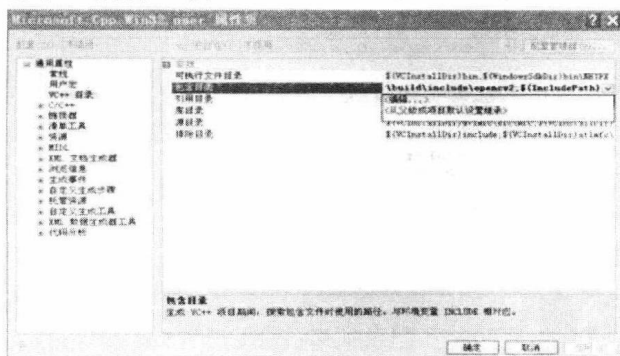 Microsoft.Cpp.Win32.user 属性页
通用属性
常规
用户宏
VC++ 目录
C/C++
链接器
清单工具
资源
MIDL
XML 文档生成器
浏览信息
生成事件
自定义生成步骤
托管资源
自定义生成工具
XML 数据生成器工具
代码分析
常规
可执行文件目录 $(VCInstallDir)bin;$(WindowsSdkDir)bin\NETFX
包含目录 \build\include\opencv2;$(IncludePath)
<编辑...>
引用目录
<从父级或项目默认设置继承>
库目录
源目录
排除目录 $(VCInstallDir)include;$(VCInstallDir)atlmfc\
包含目录
生成 VC++ 项目期间，搜索包含文件时使用的路径。与环境变量 INCLUDE 相对应。
确定 取消